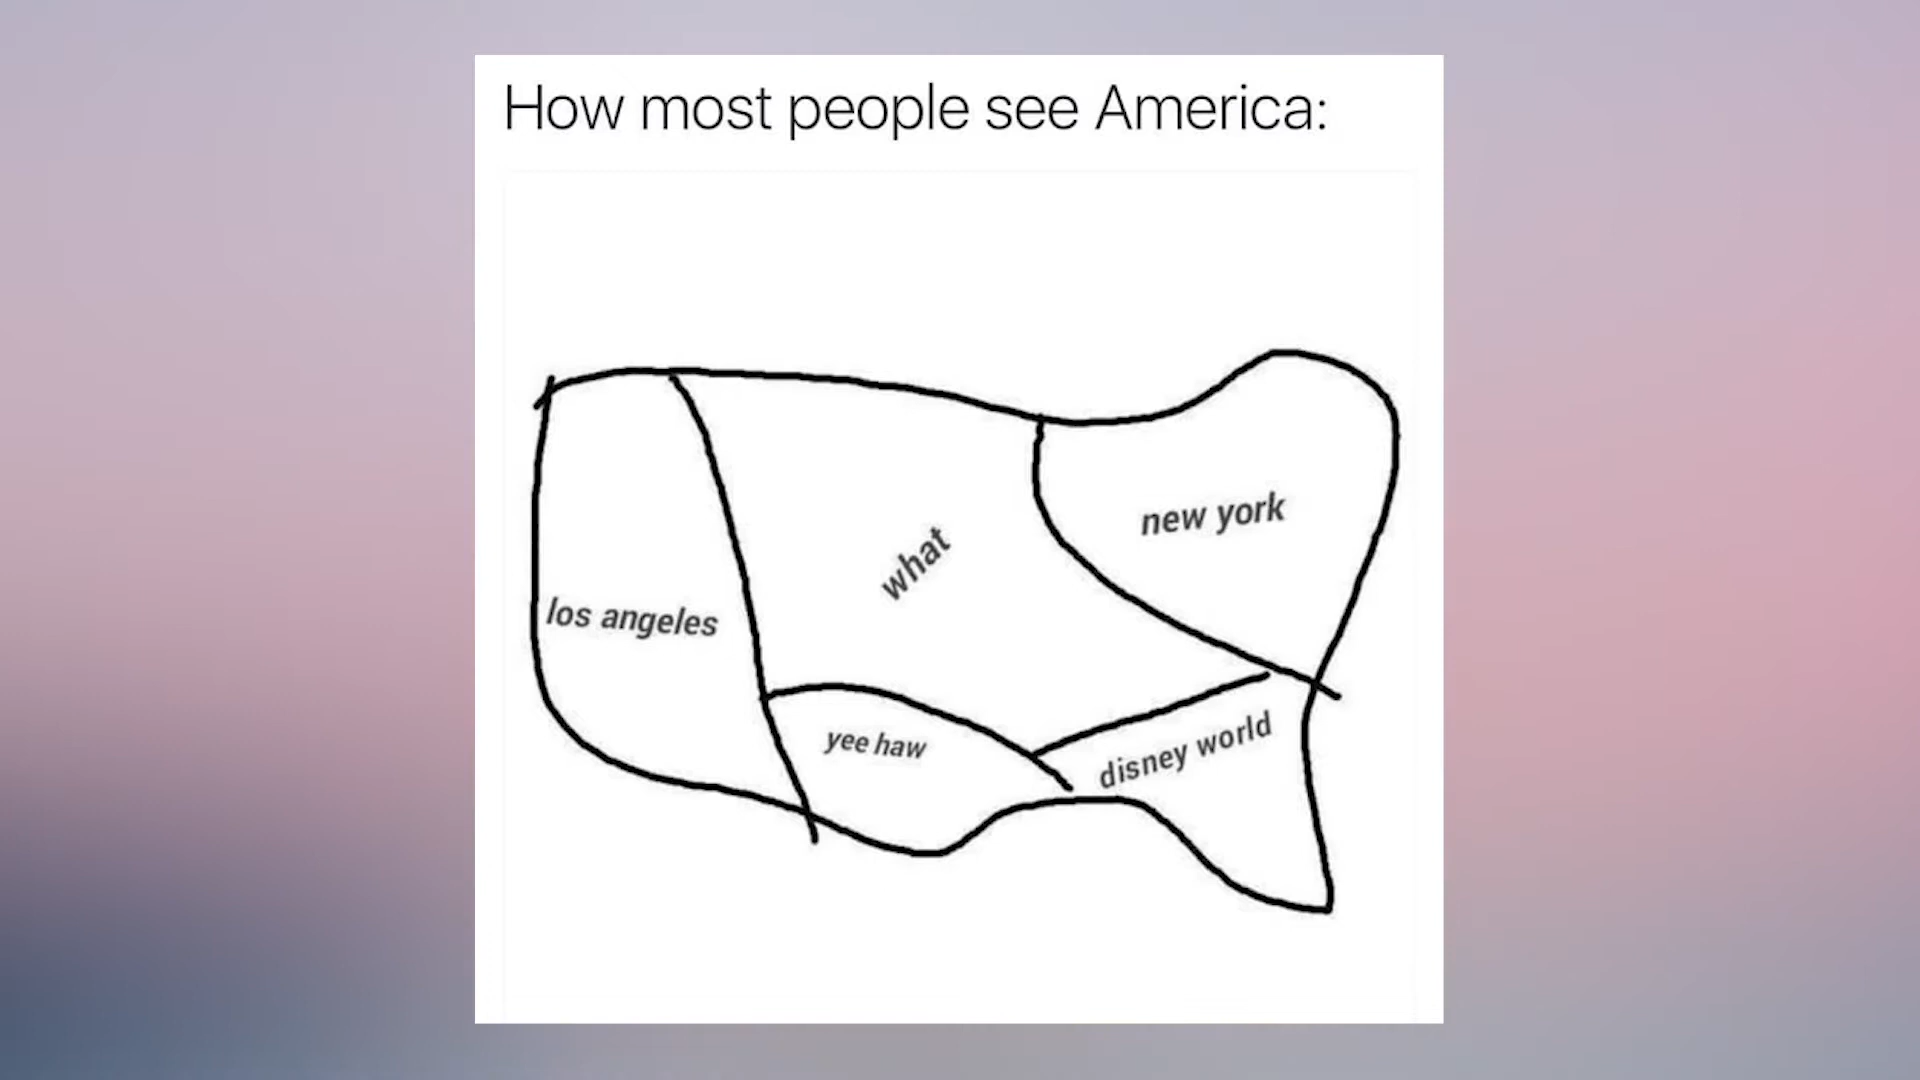 How most people see America:
new york
what
los angeles
yee haw
disney world